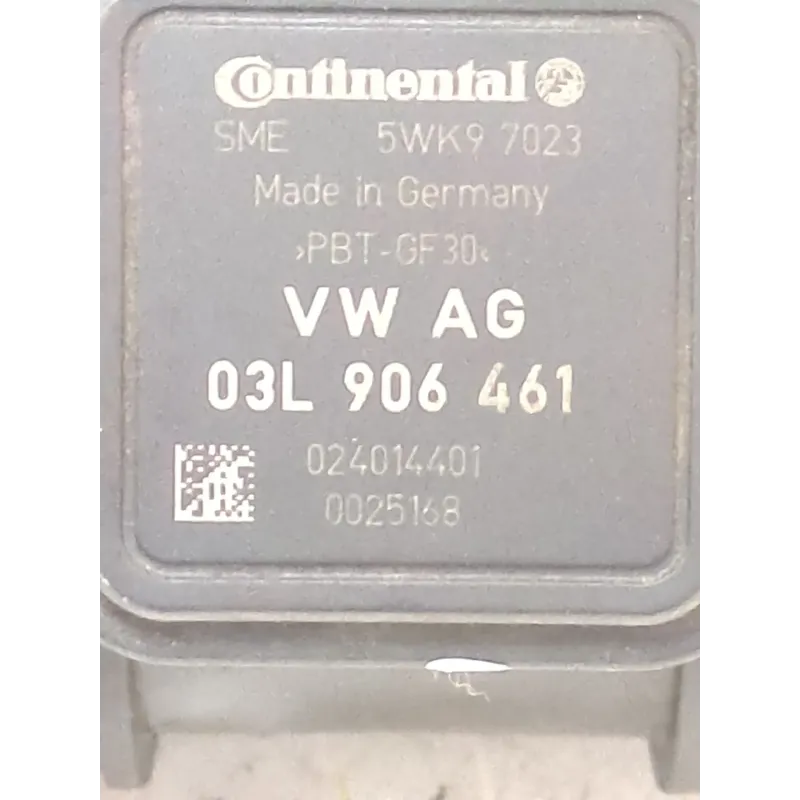 Continental
SME 5WK9 7023
Made in Germany
›PBT-GF30‹
VW AG
03L 906 461
024014401
0025168